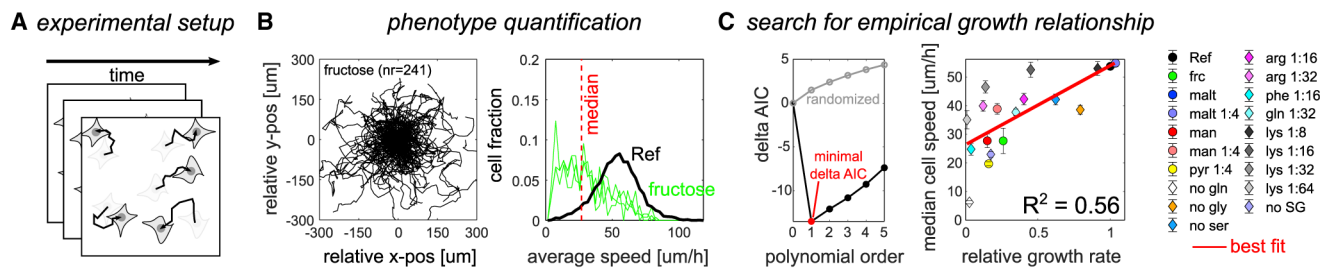 A experimental setup
time
B phenotype quantification
relative y-pos [um]
300
150
0
-150
-300
fructose (nr=241)
-300 -150 0 150 300
relative x-pos [um]
cell fraction
0.2
0.15
0.1
0.05
0
median
Ref
fructose
0 50 100
average speed [um/h]
C search for empirical growth relationship
delta AIC
5
0
-5
-10
randomized
minimal
delta AIC
0 1 2 3 4 5
polynomial order
median cell speed [um/h]
50
40
30
20
10
0
R² = 0.56
0 0.5 1
relative growth rate
Ref
frc
malt
malt 1:4
man
man 1:4
pyr 1:4
no gln
no gly
no ser
arg 1:16
arg 1:32
phe 1:16
gln 1:32
lys 1:8
lys 1:16
lys 1:32
lys 1:64
no SG
best fit